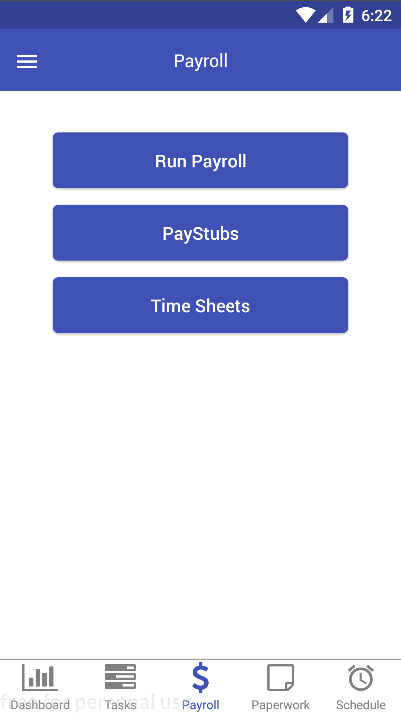 6:22
Payroll
Run Payroll
PayStubs
Time Sheets
Dashboard Tasks Payroll Paperwork Schedule
free for personal use